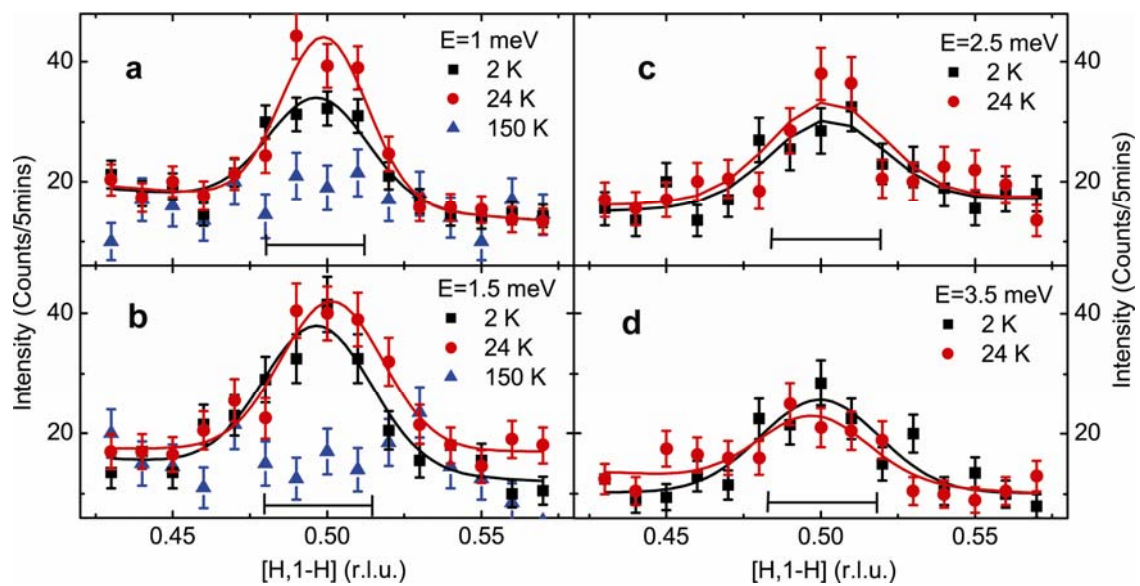 a
E=1 meV
2 K
24 K
150 K
40
20
Intensity (Counts/5mins)
b
E=1.5 meV
2 K
24 K
150 K
40
20
0.45
0.50
0.55
[H,1-H] (r.l.u.)
c
E=2.5 meV
2 K
24 K
40
20
Intensity (Counts/5mins)
d
E=3.5 meV
2 K
24 K
40
20
0.45
0.50
0.55
[H,1-H] (r.l.u.)